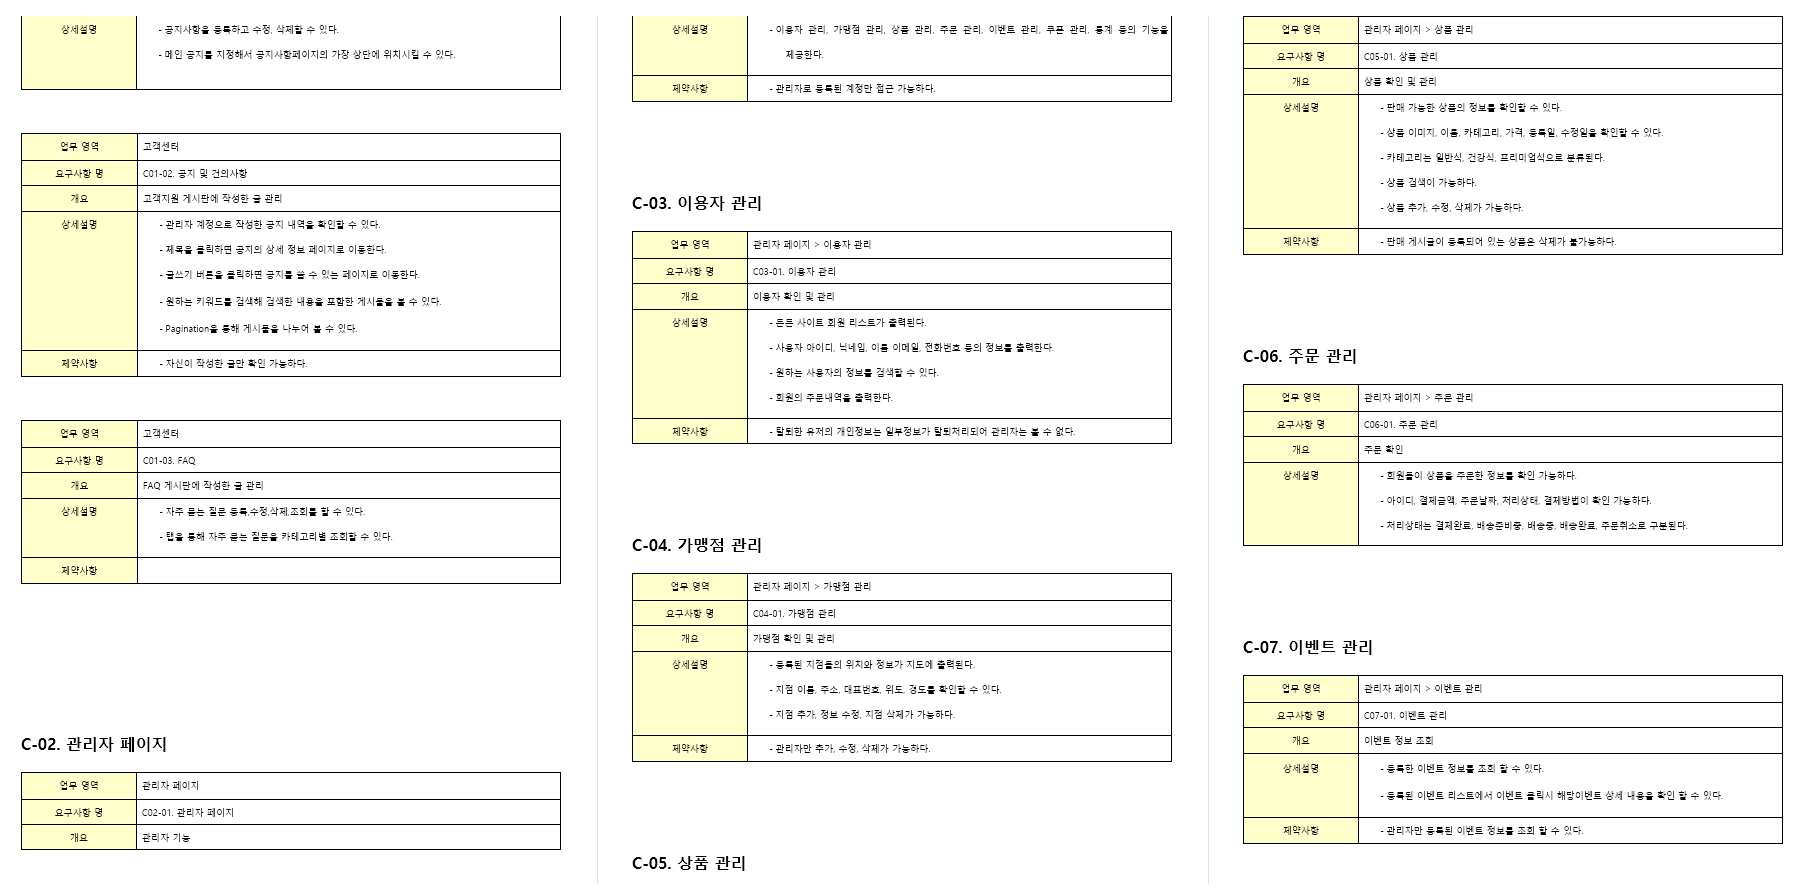 상세설명
- 공지사항을 등록하고 수정, 삭제할 수 있다.
- 메인 공지를 지정해서 공지사항페이지의 가장 상단에 위치시킬 수 있다.
업무 영역 고객센터
요구사항 명 C01-02. 공지 및 건의사항
개요 고객지원 게시판에 작성한 글 관리
상세설명 - 관리자 계정으로 작성한 공지 내역을 확인할 수 있다.
- 제목을 클릭하면 공지의 상세 정보 페이지로 이동한다.
- 글쓰기 버튼을 클릭하면 공지를 쓸 수 있는 페이지로 이동한다.
- 원하는 키워드를 검색해 검색한 내용을 포함한 게시물을 볼 수 있다.
- Pagination을 통해 게시물을 나누어 볼 수 있다.
제약사항 - 자신이 작성한 글만 확인 가능하다.
업무 영역 고객센터
요구사항 명 C01-03. FAQ
개요 FAQ 게시판에 작성한 글 관리
상세설명 - 자주 묻는 질문 등록,수정,삭제,조회를 할 수 있다.
- 탭을 통해 자주 묻는 질문을 카테고리별 조회할 수 있다.
제약사항
C-02. 관리자 페이지
업무 영역 관리자 페이지
요구사항 명 C02-01. 관리자 페이지
개요 관리자 기능
상세설명 - 이용자 관리, 가맹점 관리, 상품 관리, 주문 관리, 이벤트 관리, 쿠폰 관리, 통계 등의 기능을
제공한다.
제약사항 - 관리자로 등록된 계정만 접근 가능하다.
C-03. 이용자 관리
업무 영역 관리자 페이지 > 이용자 관리
요구사항 명 C03-01. 이용자 관리
개요 이용자 확인 및 관리
상세설명 - 든든 사이트 회원 리스트가 출력된다.
- 사용자 아이디, 닉네임, 이름 이메일, 전화번호 등의 정보를 출력한다.
- 원하는 사용자의 정보를 검색할 수 있다.
- 회원의 주문내역을 출력한다.
제약사항 - 탈퇴한 유저의 개인정보는 일부정보가 탈퇴처리되어 관리자는 볼 수 없다.
C-04. 가맹점 관리
업무 영역 관리자 페이지 > 가맹점 관리
요구사항 명 C04-01. 가맹점 관리
개요 가맹점 확인 및 관리
상세설명 - 등록된 지점들의 위치와 정보가 지도에 출력된다.
- 지점 이름, 주소, 대표번호, 위도, 경도를 확인할 수 있다.
- 지점 추가, 정보 수정, 지점 삭제가 가능하다.
제약사항 - 관리자만 추가, 수정, 삭제가 가능하다.
C-05. 상품 관리
업무 영역 관리자 페이지 > 상품 관리
요구사항 명 C05-01. 상품 관리
개요 상품 확인 및 관리
상세설명 - 판매 가능한 상품의 정보를 확인할 수 있다.
- 상품 이미지, 이름, 카테고리, 가격, 등록일, 수정일을 확인할 수 있다.
- 카테고리는 일반식, 건강식, 프리미엄식으로 분류된다.
- 상품 검색이 가능하다.
- 상품 추가, 수정, 삭제가 가능하다.
제약사항 - 판매 게시글이 등록되어 있는 상품은 삭제가 불가능하다.
C-06. 주문 관리
업무 영역 관리자 페이지 > 주문 관리
요구사항 명 C06-01. 주문 관리
개요 주문 확인
상세설명 - 회원들이 상품을 주문한 정보를 확인 가능하다.
- 아이디, 결제금액, 주문날짜, 처리상태, 결제방법이 확인 가능하다.
- 처리상태는 결제완료, 배송준비중, 배송중, 배송완료, 주문취소로 구분된다.
C-07. 이벤트 관리
업무 영역 관리자 페이지 > 이벤트 관리
요구사항 명 C07-01. 이벤트 관리
개요 이벤트 정보 조회
상세설명 - 등록한 이벤트 정보를 조회 할 수 있다.
- 등록된 이벤트 리스트에서 이벤트 클릭시 해당이벤트 상세 내용을 확인 할 수 있다.
제약사항 - 관리자만 등록된 이벤트 정보를 조회 할 수 있다.